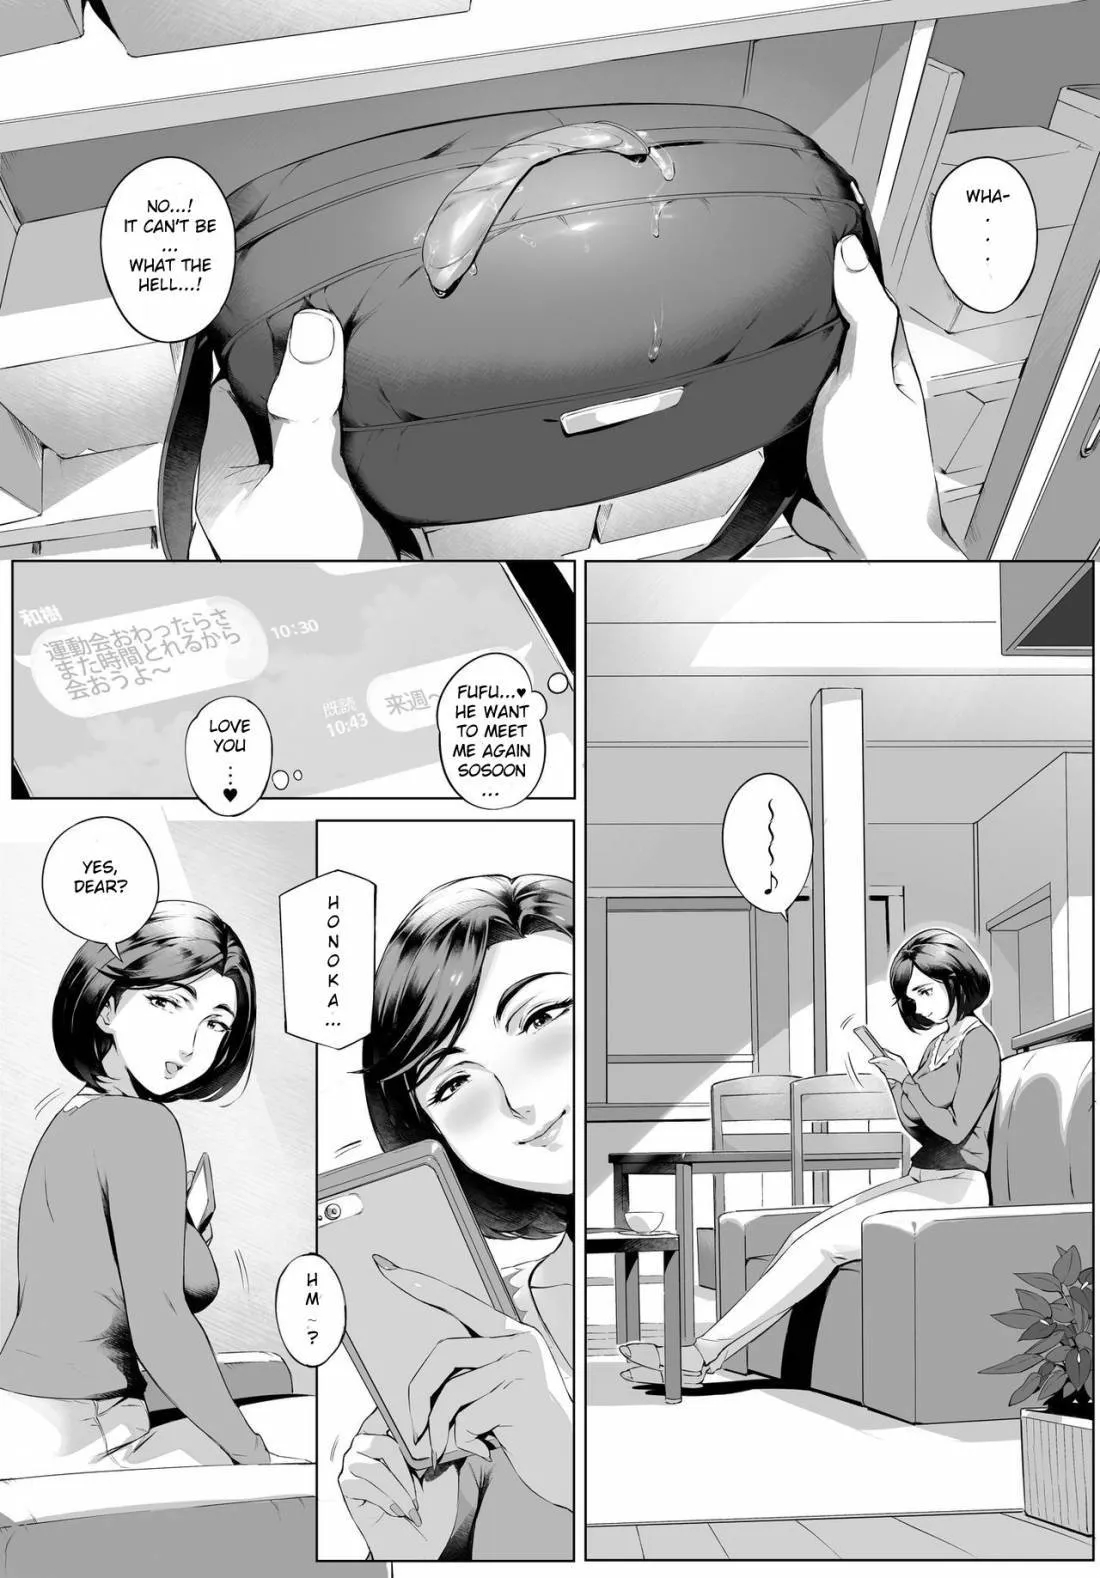 WHA-
.
.
.
NO...!
IT CAN'T BE
...
WHAT THE
HELL...!
〜〜♪
和樹
運動会おわったらさ
また時間とれるから
会おうよ〜
10:30
既読
10:43
来週〜
FUFU...♥
HE WANT
TO MEET
ME AGAIN
SOSOON
...
LOVE
YOU
...
♥
HONOKA...
HM~?
YES,
DEAR?